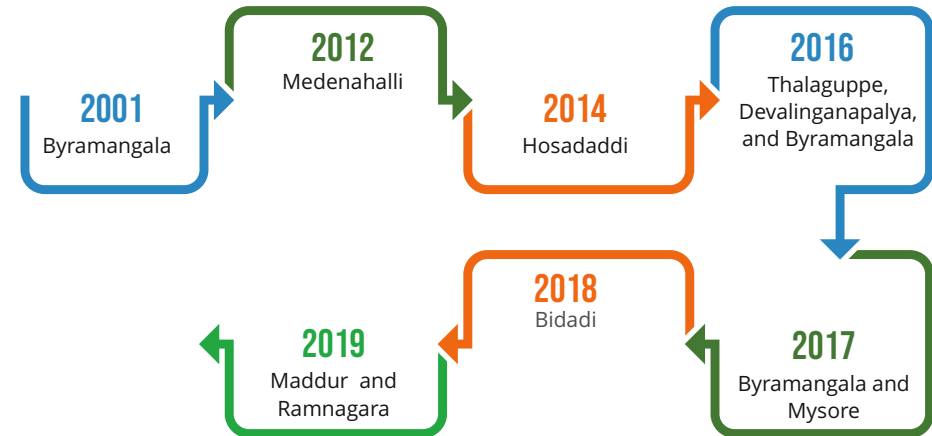 2001
Byramangala
2012
Medenahalli
2014
Hosadaddi
2016
Thalaguppe,
Devalinganapalya,
and Byramangala
2017
Byramangala and
Mysore
2018
Bidadi
2019
Maddur and
Ramnagara